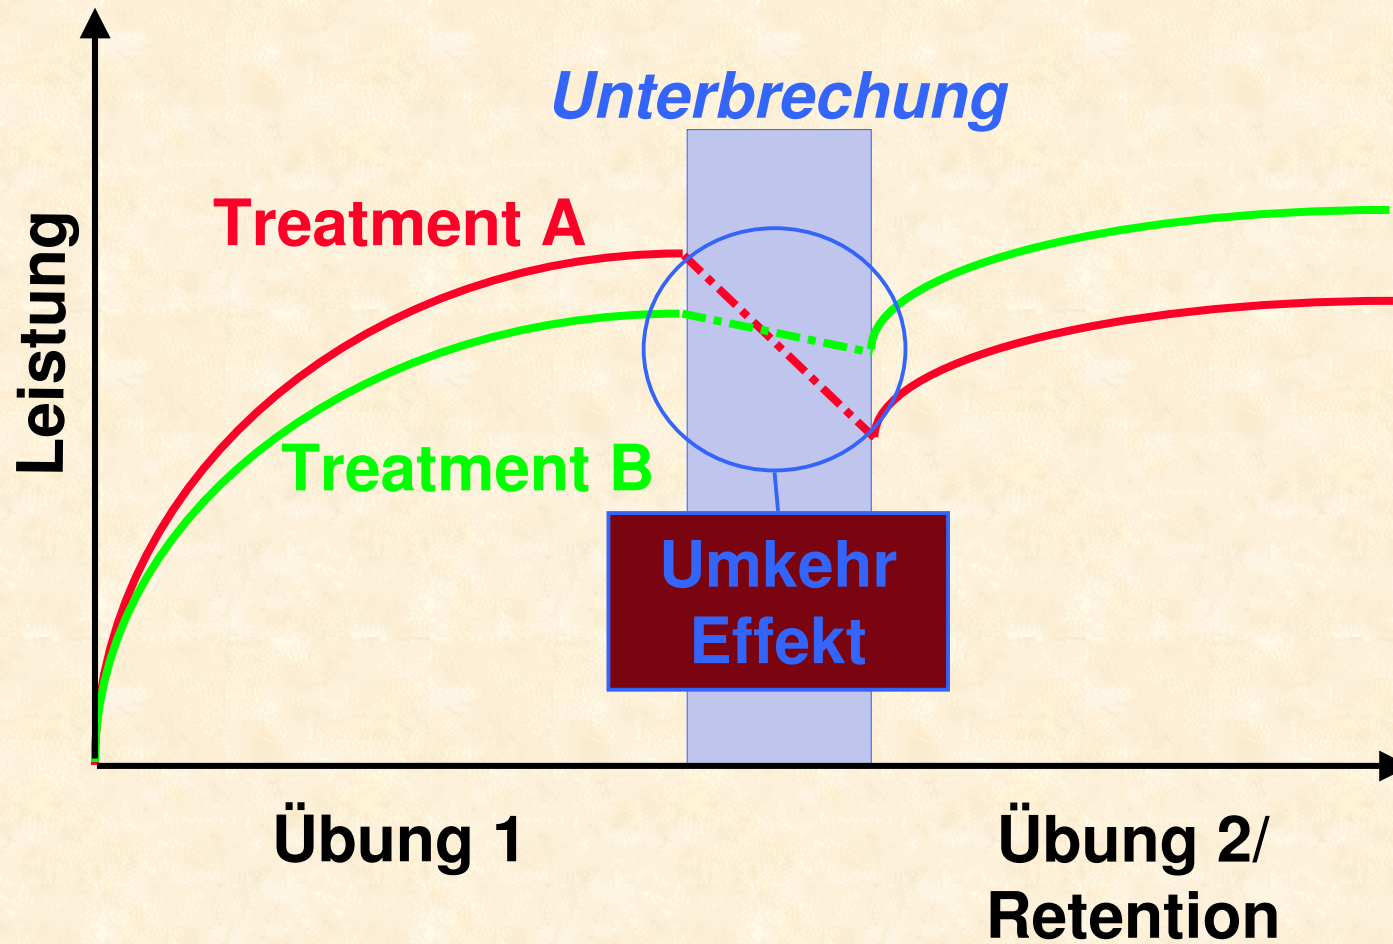 Unterbrechung
Treatment A
Leistung
Treatment B
Umkehr
Effekt
Übung 1
Übung 2/
Retention